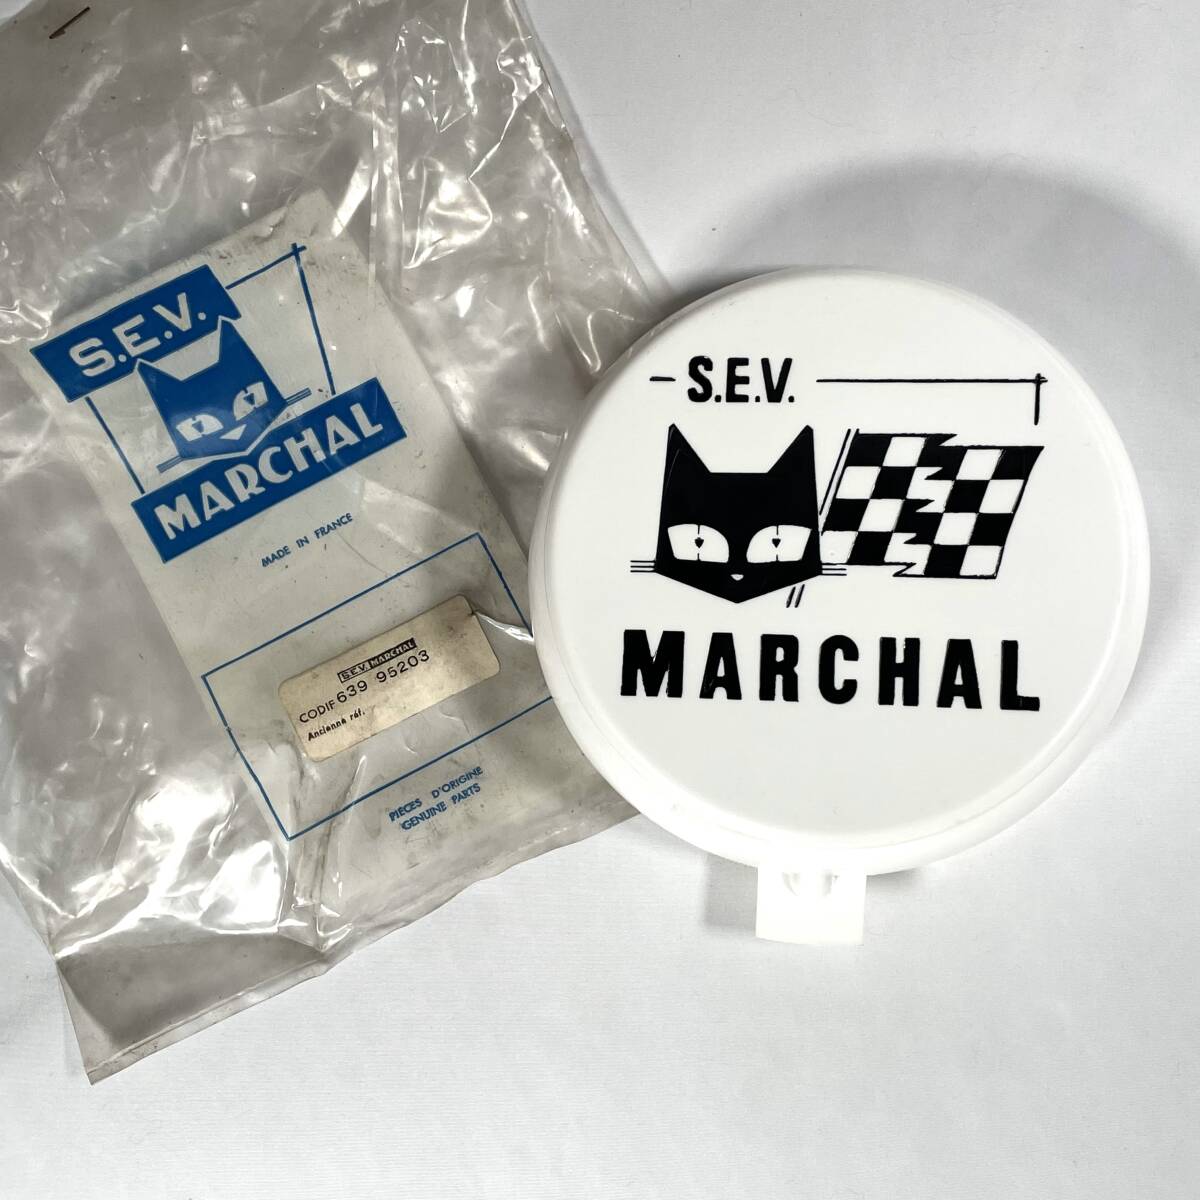 S.E.V.
MARCHAL
MADE IN FRANCE
S.E.V. MARCHAL
CODIF 639 95203
Ancienne réf.
PIECES D'ORIGINE
GENUINE PARTS
S.E.V.
MARCHAL